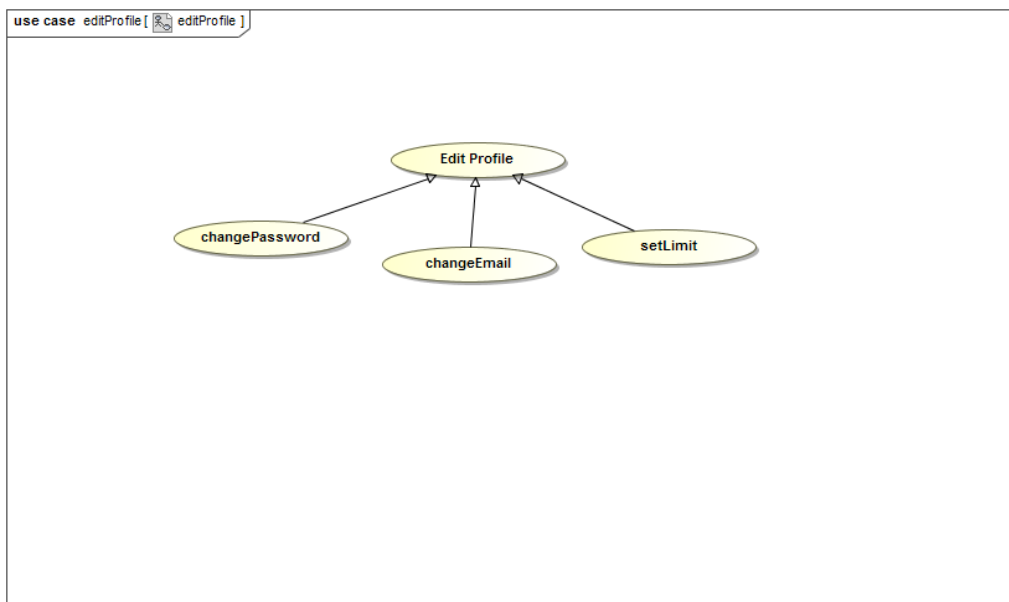 use case editProfile [ editProfile ]
Edit Profile
changePassword
changeEmail
setLimit